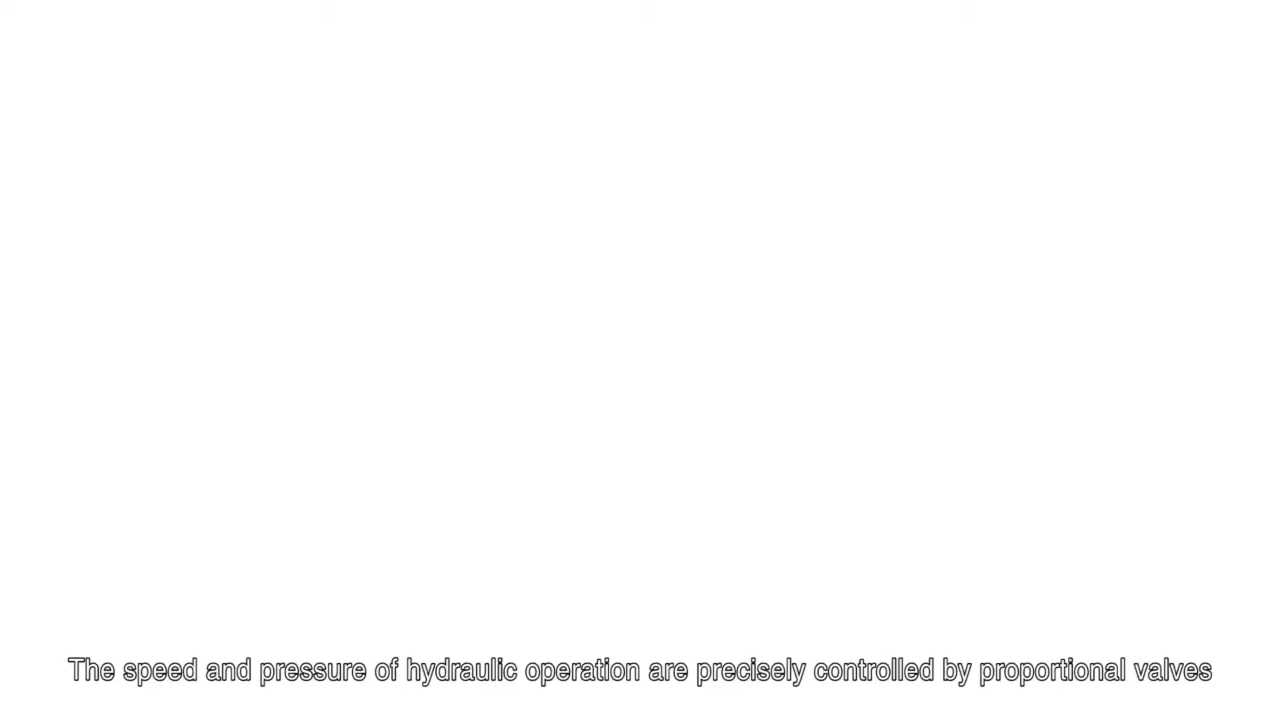 The speed and pressure of hydraulic operation are precisely controlled by proportional valves